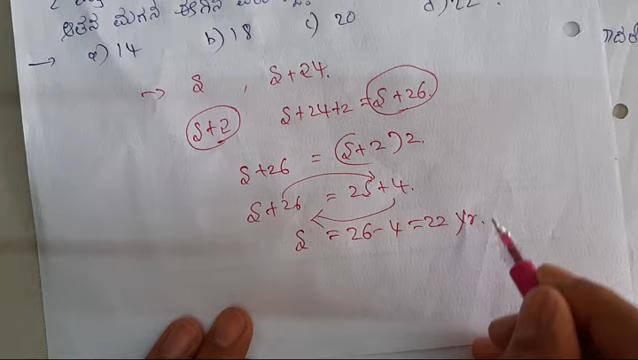 ಆತನ ಮಗನ ಈಗಿನ
→ a) 14 b) 18 c) 20 d) 22
→ S , S+24.
S+2 S+24+2 = S+26.
S+26 = (S+2)2.
S+26 = 2S+4.
S = 26-4=22 yr.